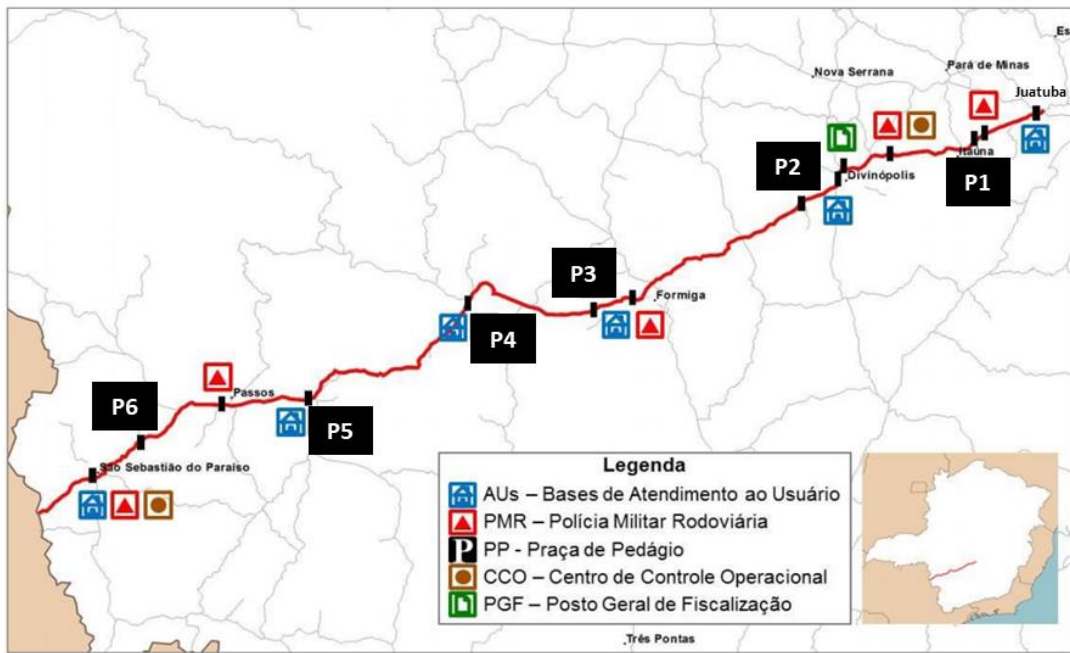 Es
Pará de Minas
Nova Serrana
Juatuba
P2
Itaúna
Divinópolis
P1
P3
Formiga
P4
Passos
P6
P5
São Sebastião do Paraíso
Legenda
AUs – Bases de Atendimento ao Usuário
PMR – Polícia Militar Rodoviária
P PP - Praça de Pedágio
CCO – Centro de Controle Operacional
PGF – Posto Geral de Fiscalização
Três Pontas